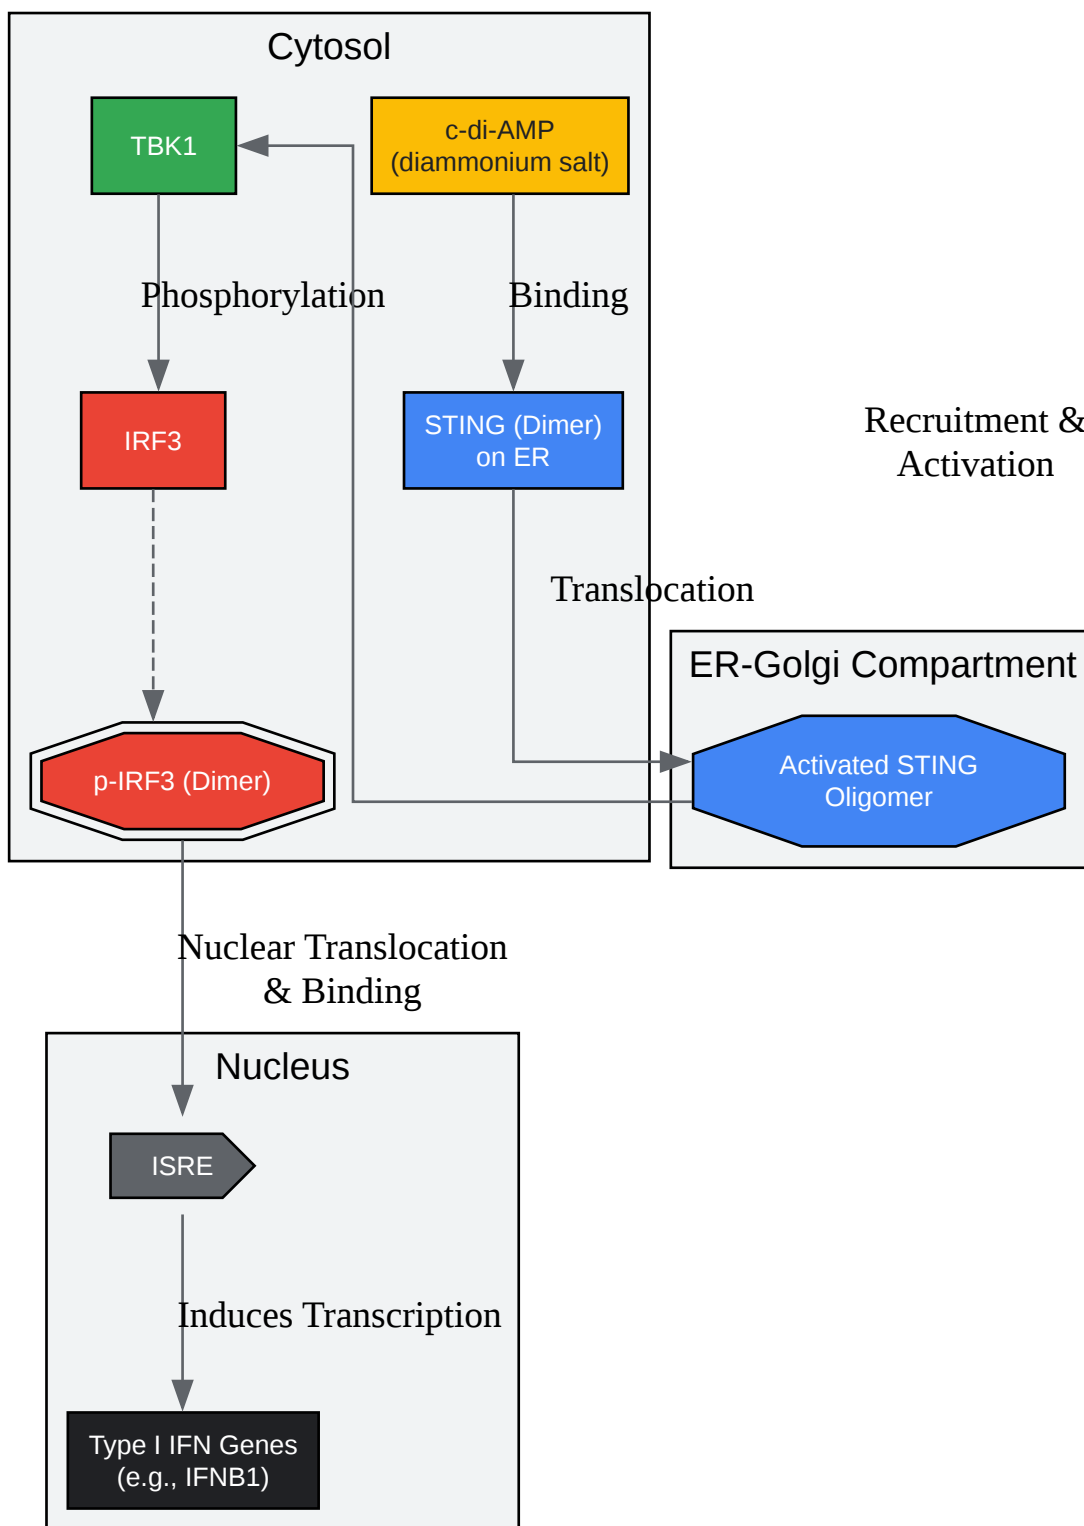 Cytosol
TBK1
c-di-AMP
(diammonium salt)
Phosphorylation
Binding
IRF3
STING (Dimer)
on ER
Recruitment &
Activation
Translocation
ER-Golgi Compartment
p-IRF3 (Dimer)
Activated STING
Oligomer
Nuclear Translocation
& Binding
Nucleus
ISRE
Induces Transcription
Type I IFN Genes
(e.g., IFNB1)